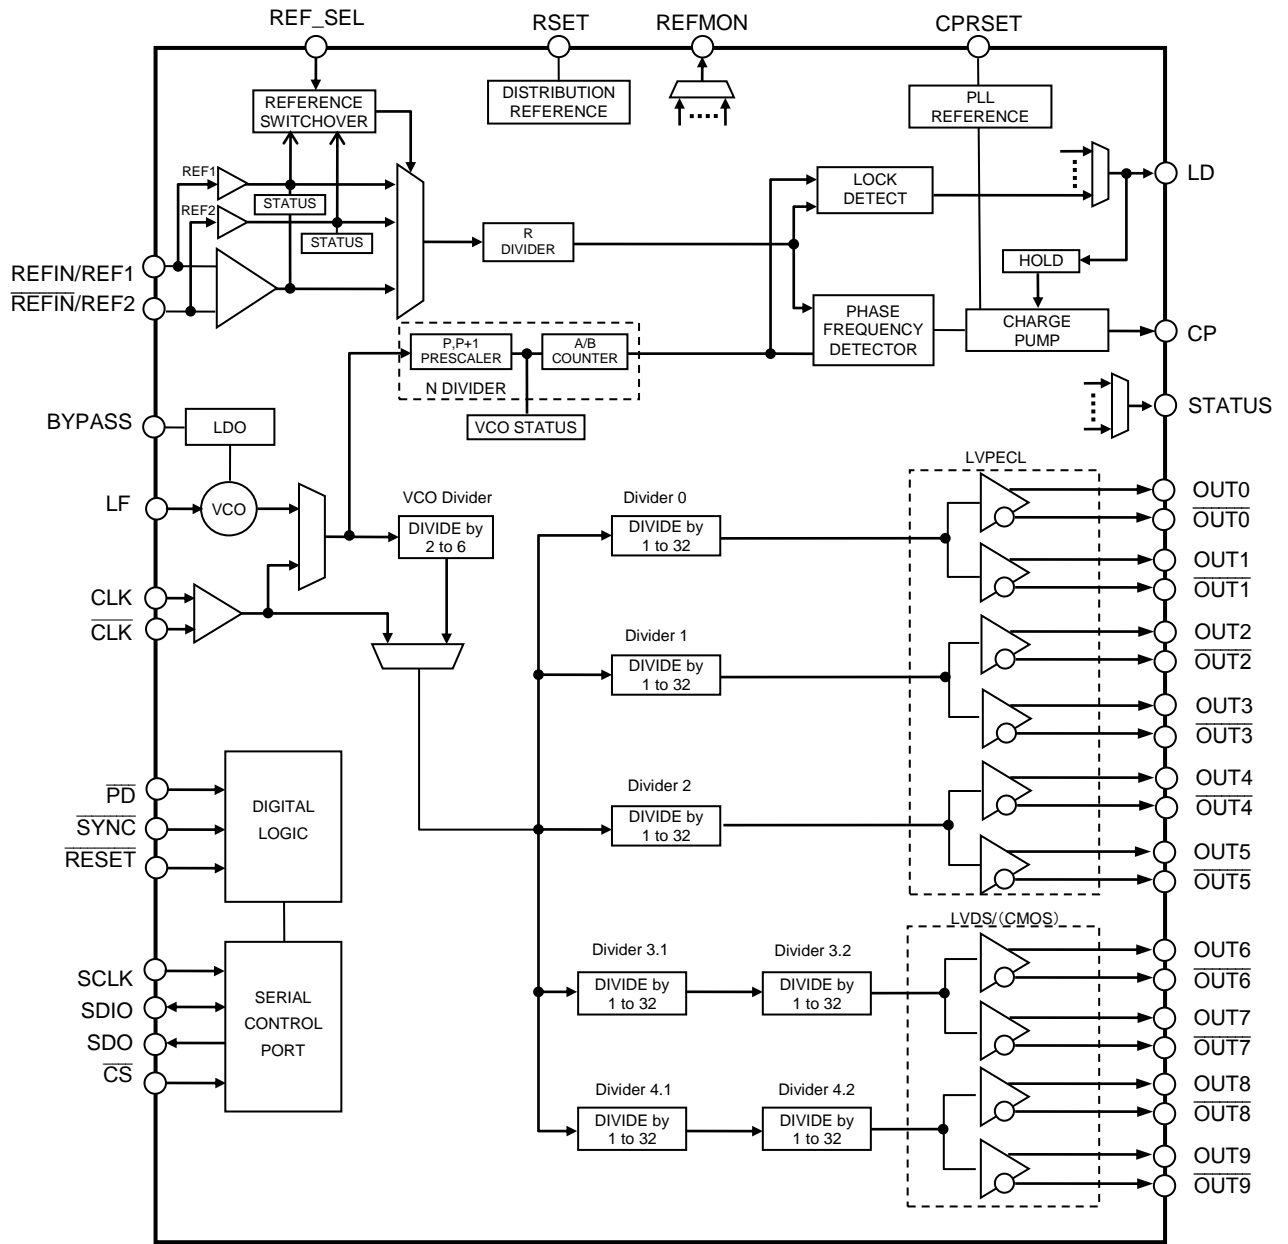 REF_SEL
RSET
REFMON
CPRSET
REFERENCE
SWITCHOVER
DISTRIBUTION
REFERENCE
PLL
REFERENCE
REF1
STATUS
REF2
STATUS
R
DIVIDER
LOCK
DETECT
LD
HOLD
REFIN/REF1
REFIN/REF2
PHASE
FREQUENCY
DETECTOR
CHARGE
PUMP
CP
P,P+1
PRESCALER
A/B
COUNTER
N DIVIDER
VCO STATUS
STATUS
BYPASS
LDO
LF
VCO
VCO Divider
DIVIDE by
2 to 6
CLK
CLK
Divider 0
DIVIDE by
1 to 32
LVPECL
OUT0
OUT0
OUT1
OUT1
Divider 1
DIVIDE by
1 to 32
OUT2
OUT2
OUT3
OUT3
Divider 2
DIVIDE by
1 to 32
OUT4
OUT4
OUT5
OUT5
PD
SYNC
RESET
DIGITAL
LOGIC
SCLK
SDIO
SDO
CS
SERIAL
CONTROL
PORT
Divider 3.1
DIVIDE by
1 to 32
Divider 3.2
DIVIDE by
1 to 32
LVDS/(CMOS)
OUT6
OUT6
OUT7
OUT7
Divider 4.1
DIVIDE by
1 to 32
Divider 4.2
DIVIDE by
1 to 32
OUT8
OUT8
OUT9
OUT9